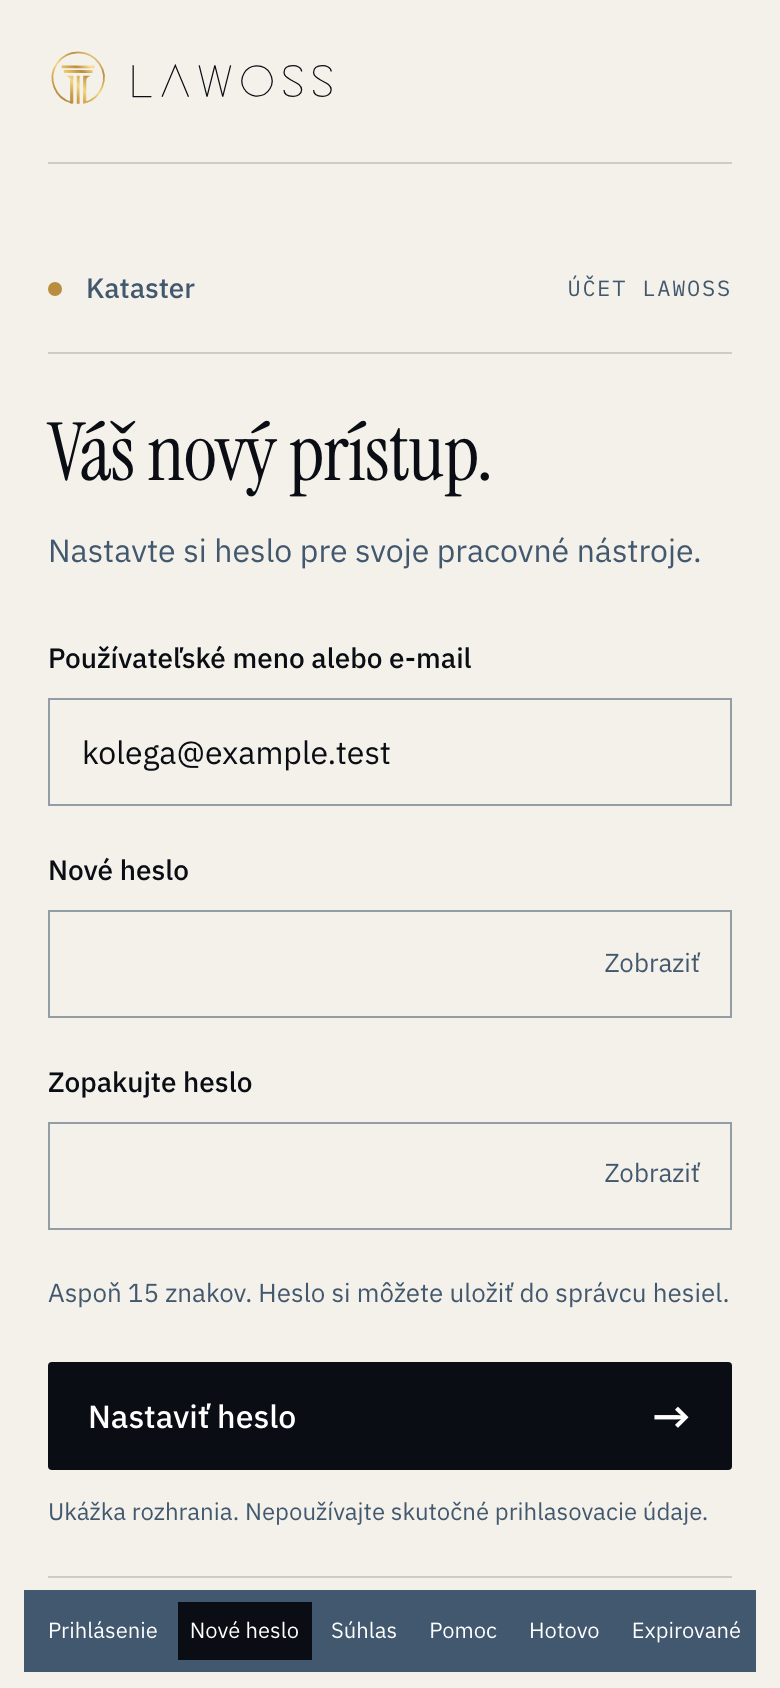 LAWOSS
Kataster
ÚČET LAWOSS
Váš nový prístup.
Nastavte si heslo pre svoje pracovné nástroje.
Používateľské meno alebo e-mail
kolega@example.test
Nové heslo
Zobraziť
Zopakujte heslo
Zobraziť
Aspoň 15 znakov. Heslo si môžete uložiť do správcu hesiel.
Nastaviť heslo →
Ukážka rozhrania. Nepoužívajte skutočné prihlasovacie údaje.
Prihlásenie Nové heslo Súhlas Pomoc Hotovo Expirované